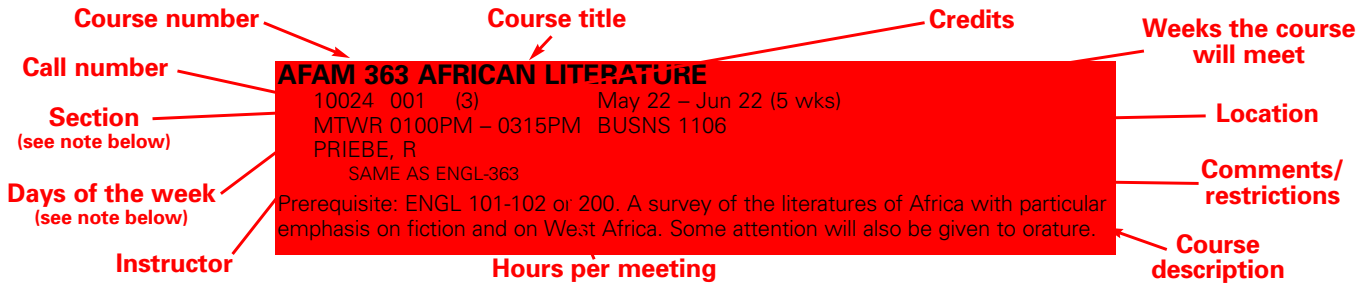 Course number
Course title
Credits
Weeks the course
will meet
Call number
AFAM 363 AFRICAN LITERATURE
10024 001 (3) May 22 – Jun 22 (5 wks)
Section
(see note below)
MTWR 0100PM – 0315PM BUSNS 1106
Location
PRIEBE, R
SAME AS ENGL-363
Comments/
restrictions
Days of the week
(see note below)
Prerequisite: ENGL 101-102 or 200. A survey of the literatures of Africa with particular
emphasis on fiction and on West Africa. Some attention will also be given to orature.
Instructor
Hours per meeting
Course
description